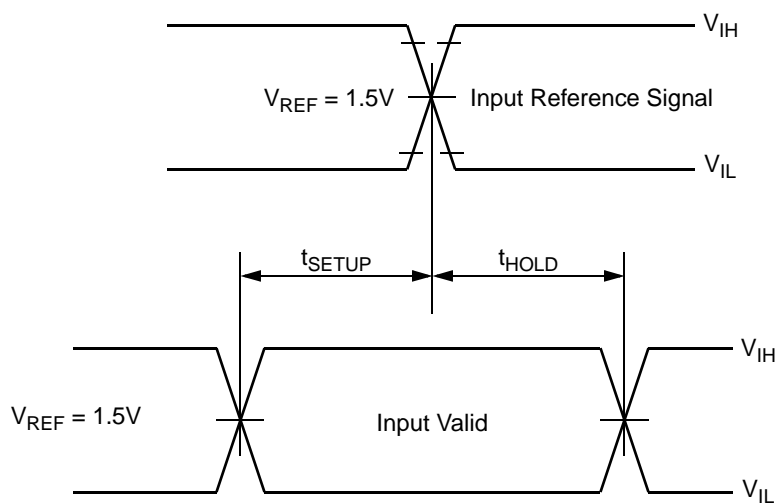 V_IH
V_REF = 1.5V Input Reference Signal
V_IL
t_SETUP t_HOLD
V_IH
V_REF = 1.5V Input Valid
V_IL